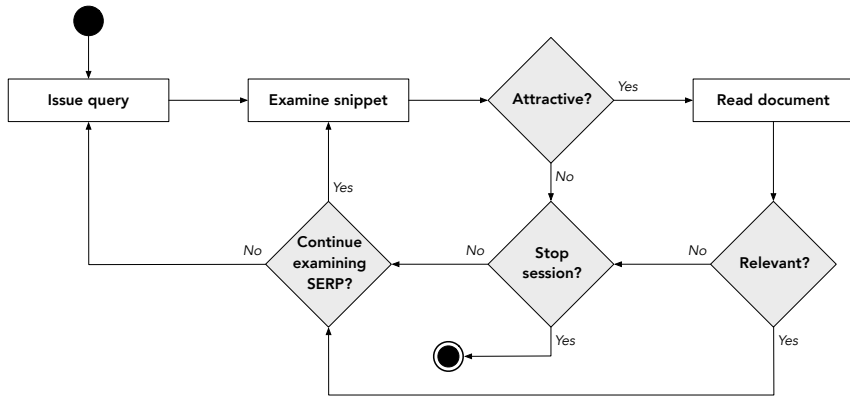 Issue query
Examine snippet
Attractive?
Yes
Read document
No
Yes
No
Continue
examining
SERP?
No
Stop
session?
No
Relevant?
Yes
Yes